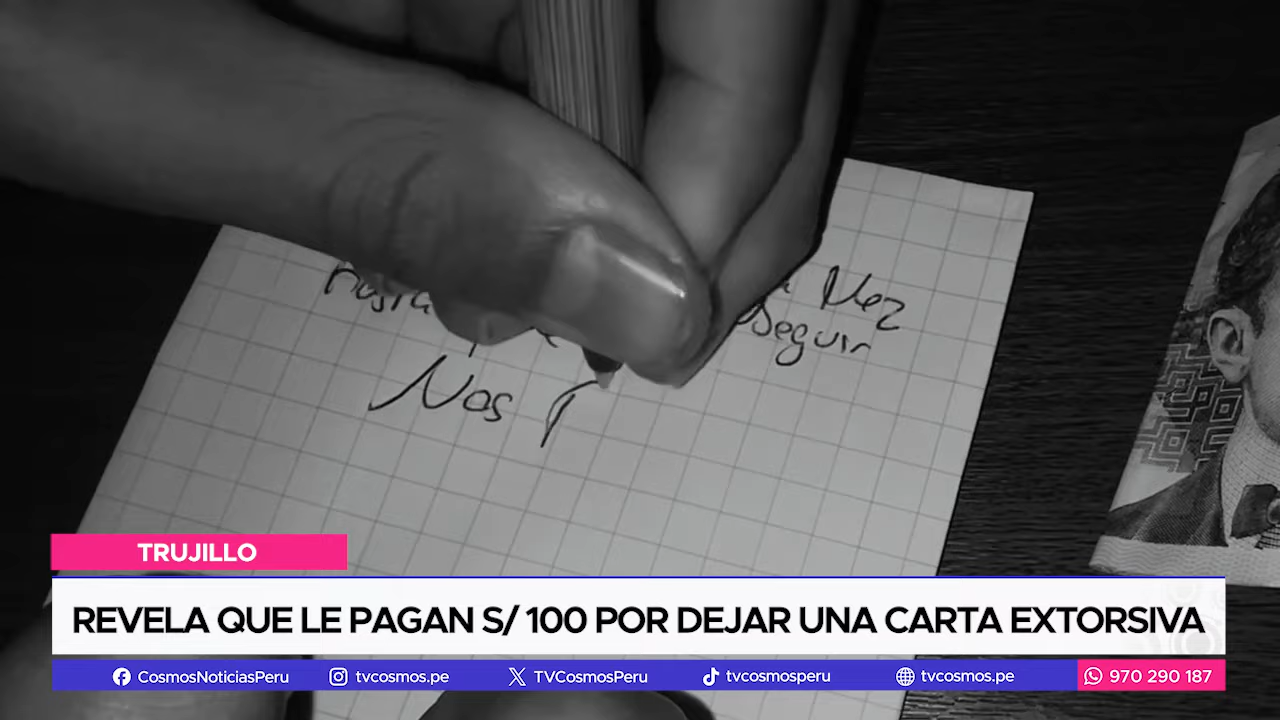 Vez
Seguir
Nos
TRUJILLO
REVELA QUE LE PAGAN S/ 100 POR DEJAR UNA CARTA EXTORSIVA
CosmosNoticiasPeru tvcosmos.pe TVCosmosPeru tvcosmosperu tvcosmos.pe 970 290 187